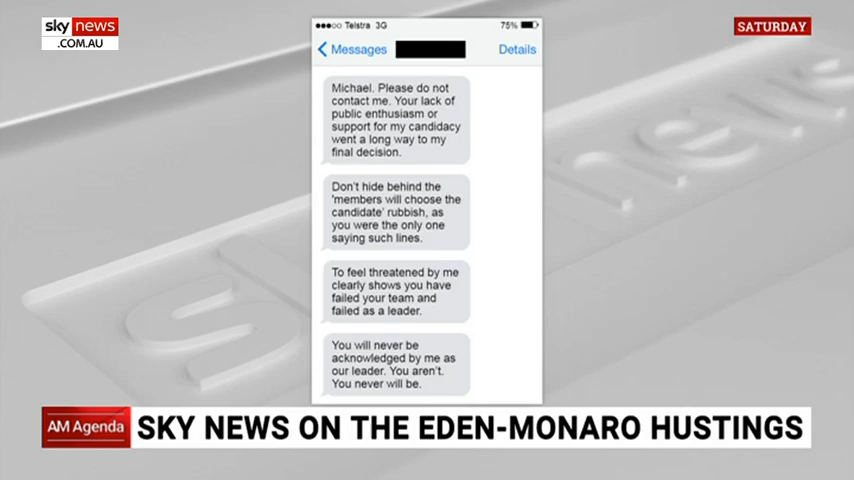 sky news
.COM.AU
SATURDAY
Telstra 3G
75%
Messages
Details
Michael. Please do not
contact me. Your lack of
public enthusiasm or
support for my candidacy
went a long way to my
final decision.
Don't hide behind the
'members will choose the
candidate' rubbish, as
you were the only one
saying such lines.
To feel threatened by me
clearly shows you have
failed your team and
failed as a leader.
You will never be
acknowledged by me as
our leader. You aren't.
You never will be.
sky news
AM Agenda
SKY NEWS ON THE EDEN-MONARO HUSTINGS